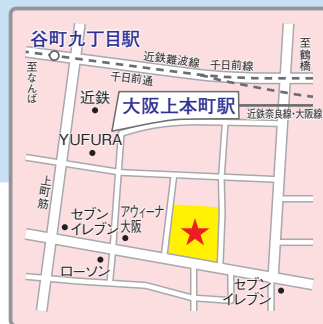 谷町九丁目駅
近鉄難波線
千日前線
至鶴橋
至なんば
千日前通
近鉄
大阪上本町駅
近鉄奈良線・大阪線
YUFURA
上町筋
セブン
イレブン
アウィーナ
大阪
ローソン
セブン
イレブン